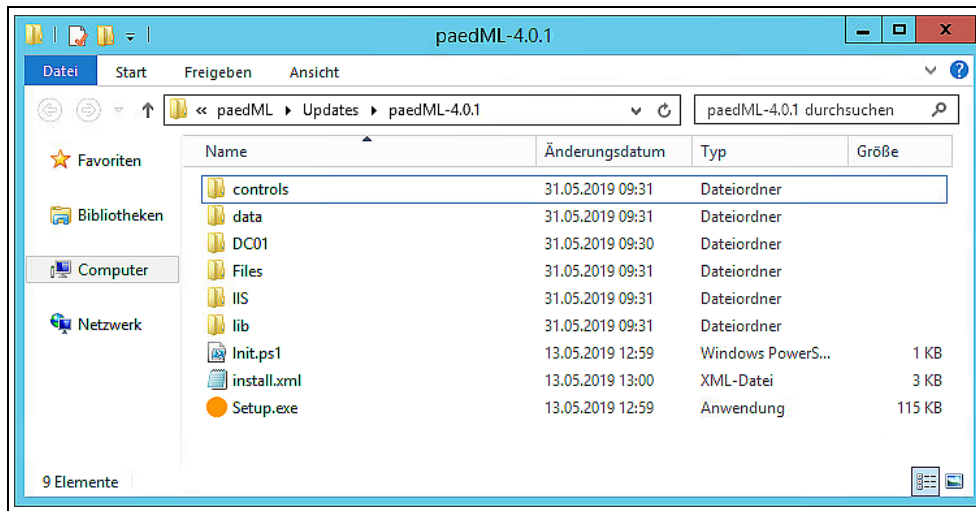 paedML-4.0.1
Datei Start Freigeben Ansicht
« paedML Updates paedML-4.0.1 paedML-4.0.1 durchsuchen
Name Änderungsdatum Typ Größe
Favoriten
Bibliotheken
Computer
Netzwerk
controls 31.05.2019 09:31 Dateiordner
data 31.05.2019 09:31 Dateiordner
DC01 31.05.2019 09:30 Dateiordner
Files 31.05.2019 09:31 Dateiordner
IIS 31.05.2019 09:31 Dateiordner
lib 31.05.2019 09:31 Dateiordner
Init.ps1 13.05.2019 12:59 Windows PowerS... 1 KB
install.xml 13.05.2019 13:00 XML-Datei 3 KB
Setup.exe 13.05.2019 12:59 Anwendung 115 KB
9 Elemente